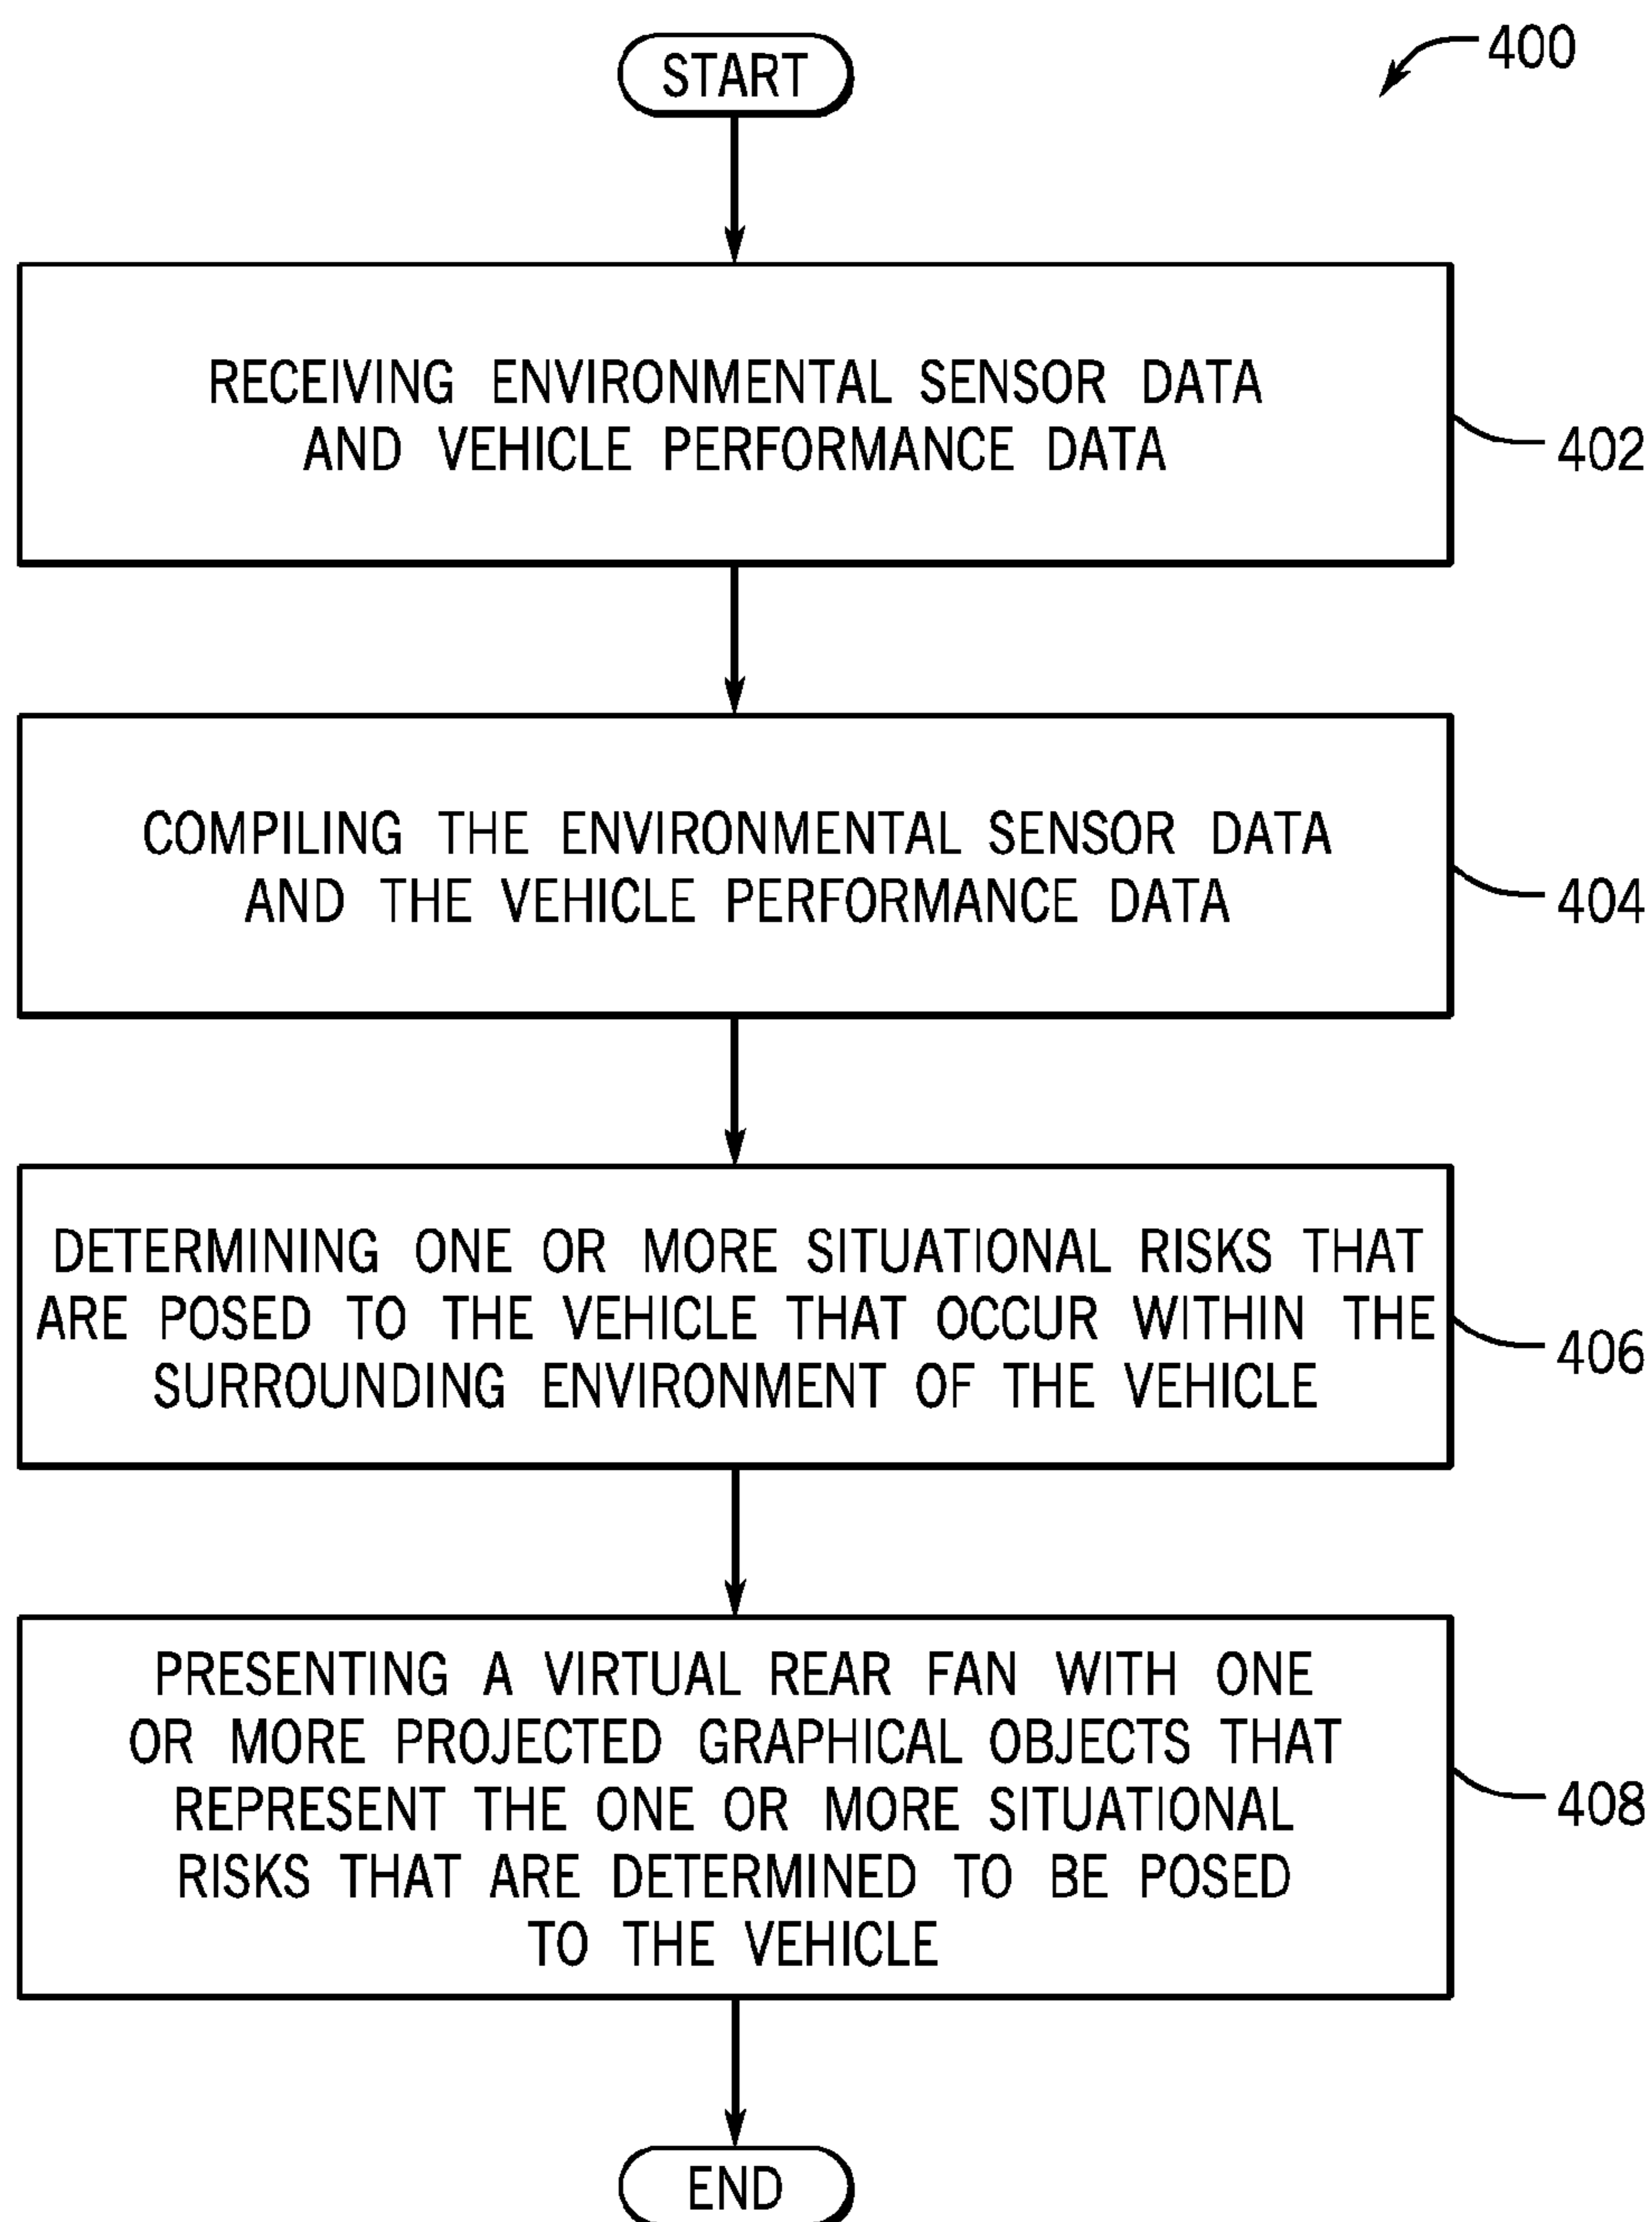 START
400
RECEIVING ENVIRONMENTAL SENSOR DATA
AND VEHICLE PERFORMANCE DATA
402
COMPILING THE ENVIRONMENTAL SENSOR DATA
AND THE VEHICLE PERFORMANCE DATA
404
DETERMINING ONE OR MORE SITUATIONAL RISKS THAT
ARE POSED TO THE VEHICLE THAT OCCUR WITHIN THE
SURROUNDING ENVIRONMENT OF THE VEHICLE
406
PRESENTING A VIRTUAL REAR FAN WITH ONE
OR MORE PROJECTED GRAPHICAL OBJECTS THAT
REPRESENT THE ONE OR MORE SITUATIONAL
RISKS THAT ARE DETERMINED TO BE POSED
TO THE VEHICLE
408
END